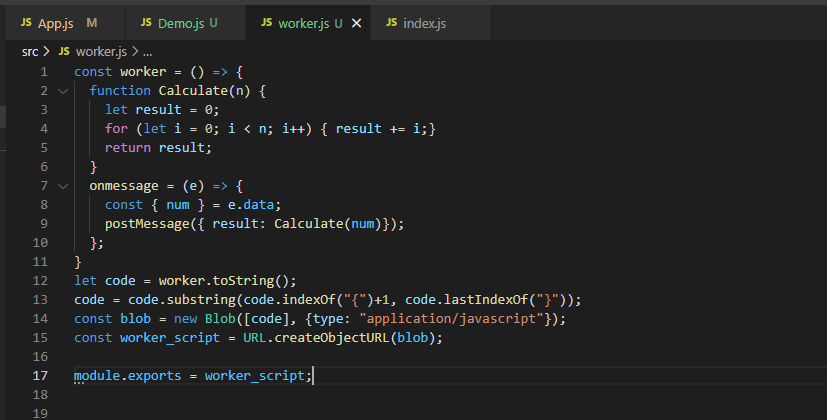 JS App.js M JS Demo.js U JS worker.js U × JS index.js
src > JS worker.js > ...
1 const worker = () => {
2 function Calculate(n) {
3 let result = 0;
4 for (let i = 0; i < n; i++) { result += i;}
5 return result;
6 }
7 onmessage = (e) => {
8 const { num } = e.data;
9 postMessage({ result: Calculate(num)});
10 };
11 }
12 let code = worker.toString();
13 code = code.substring(code.indexOf("{")+1, code.lastIndexOf("}"));
14 const blob = new Blob([code], {type: "application/javascript"});
15 const worker_script = URL.createObjectURL(blob);
16
17 module.exports = worker_script;
18
19